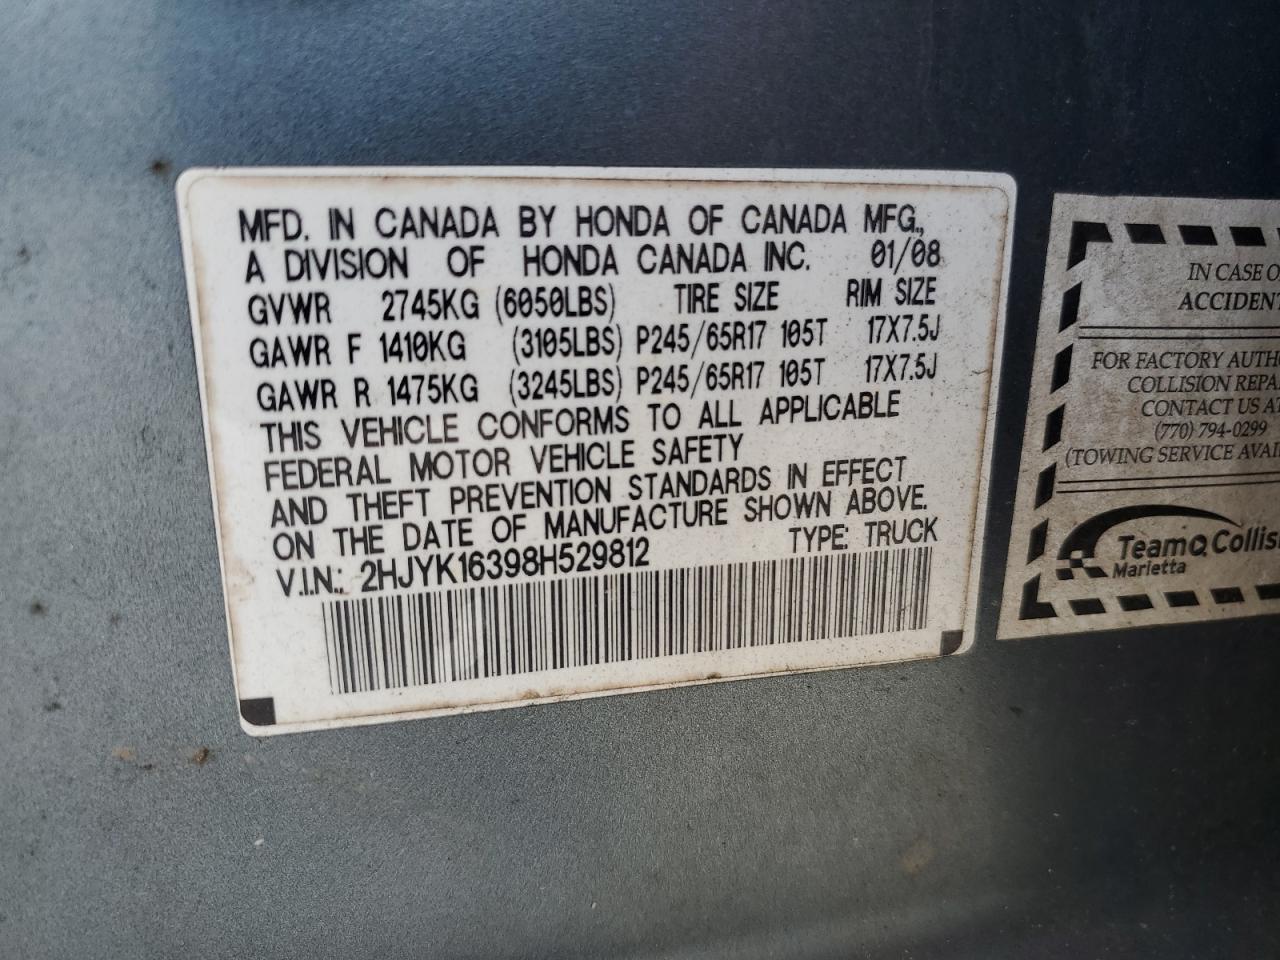 MFD. IN CANADA BY HONDA OF CANADA MFG.,
A DIVISION OF HONDA CANADA INC. 01/08
GVWR 2745KG (6050LBS) TIRE SIZE RIM SIZE
GAWR F 1410KG (3105LBS) P245/65R17 105T 17X7.5J
GAWR R 1475KG (3245LBS) P245/65R17 105T 17X7.5J
THIS VEHICLE CONFORMS TO ALL APPLICABLE
FEDERAL MOTOR VEHICLE SAFETY
AND THEFT PREVENTION STANDARDS IN EFFECT
ON THE DATE OF MANUFACTURE SHOWN ABOVE.
V.I.N.: 2HJYK16398H529812 TYPE: TRUCK
IN CASE O
ACCIDENT
FOR FACTORY AUTH
COLLISION REPA
CONTACT US AT
(770) 794-0299
(TOWING SERVICE AVAI
TeamQ Collis
Marietta